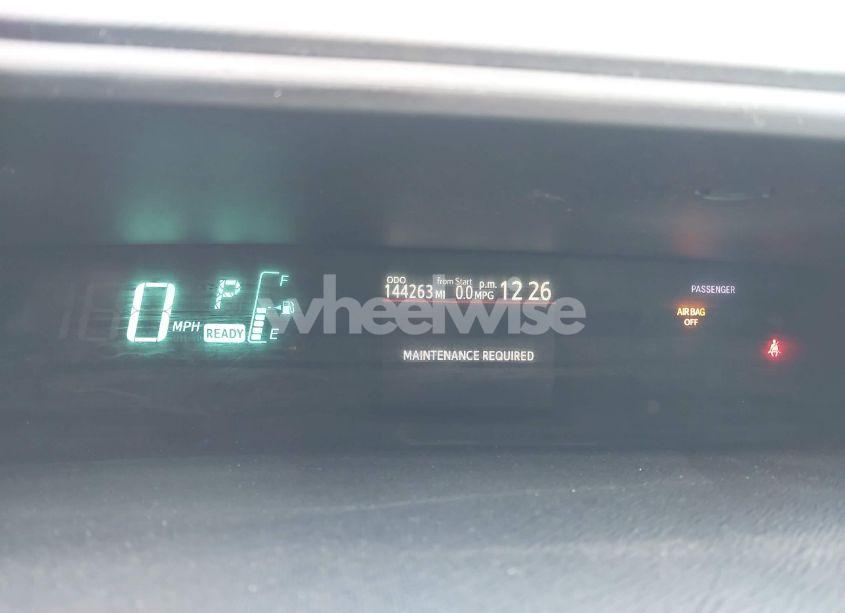 0 MPH
P
READY
F
E
ODO
144263 MI
from Start
0.0 MPG
p.m.
12 26
MAINTENANCE REQUIRED
PASSENGER
AIR BAG
OFF
wheelwise